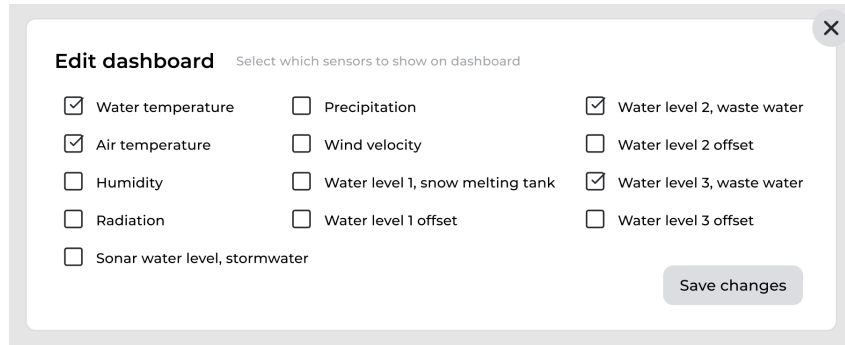 Edit dashboard Select which sensors to show on dashboard
Water temperature Precipitation Water level 2, waste water
Air temperature Wind velocity Water level 2 offset
Humidity Water level 1, snow melting tank Water level 3, waste water
Radiation Water level 1 offset Water level 3 offset
Sonar water level, stormwater
Save changes